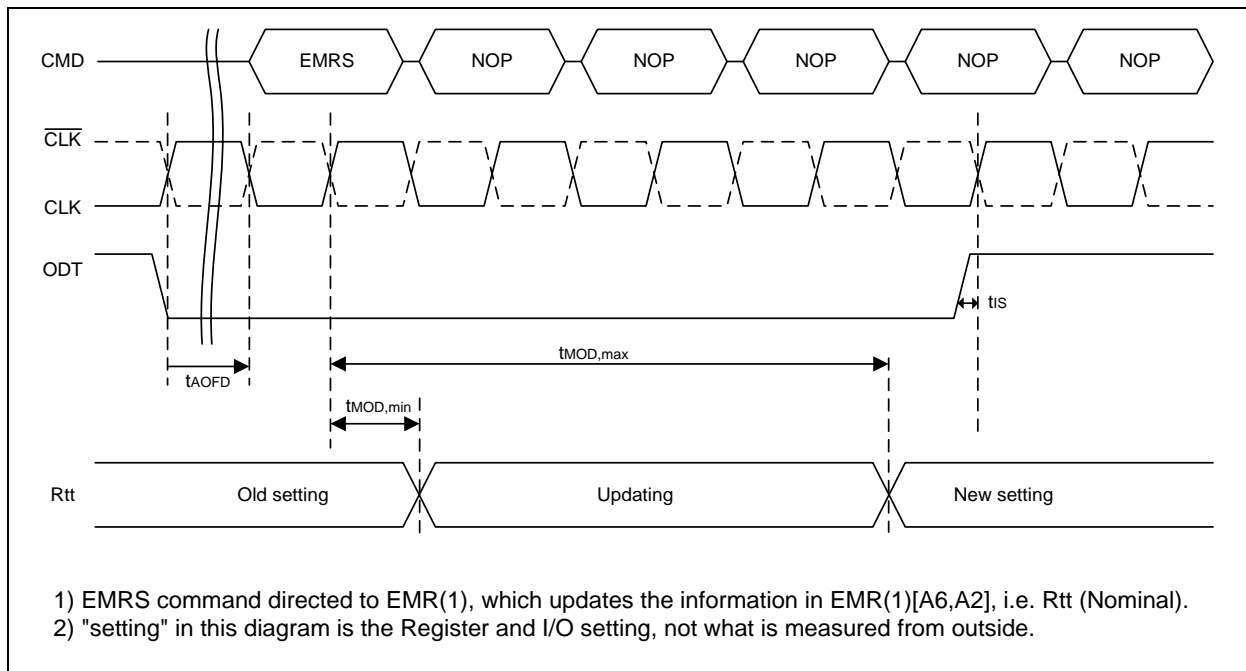 CMD
EMRS
NOP
NOP
NOP
NOP
NOP
CLK
CLK
ODT
tIS
tMOD,max
tAOFD
tMOD,min
Rtt
Old setting
Updating
New setting
1) EMRS command directed to EMR(1), which updates the information in EMR(1)[A6,A2], i.e. Rtt (Nominal).
2) "setting" in this diagram is the Register and I/O setting, not what is measured from outside.